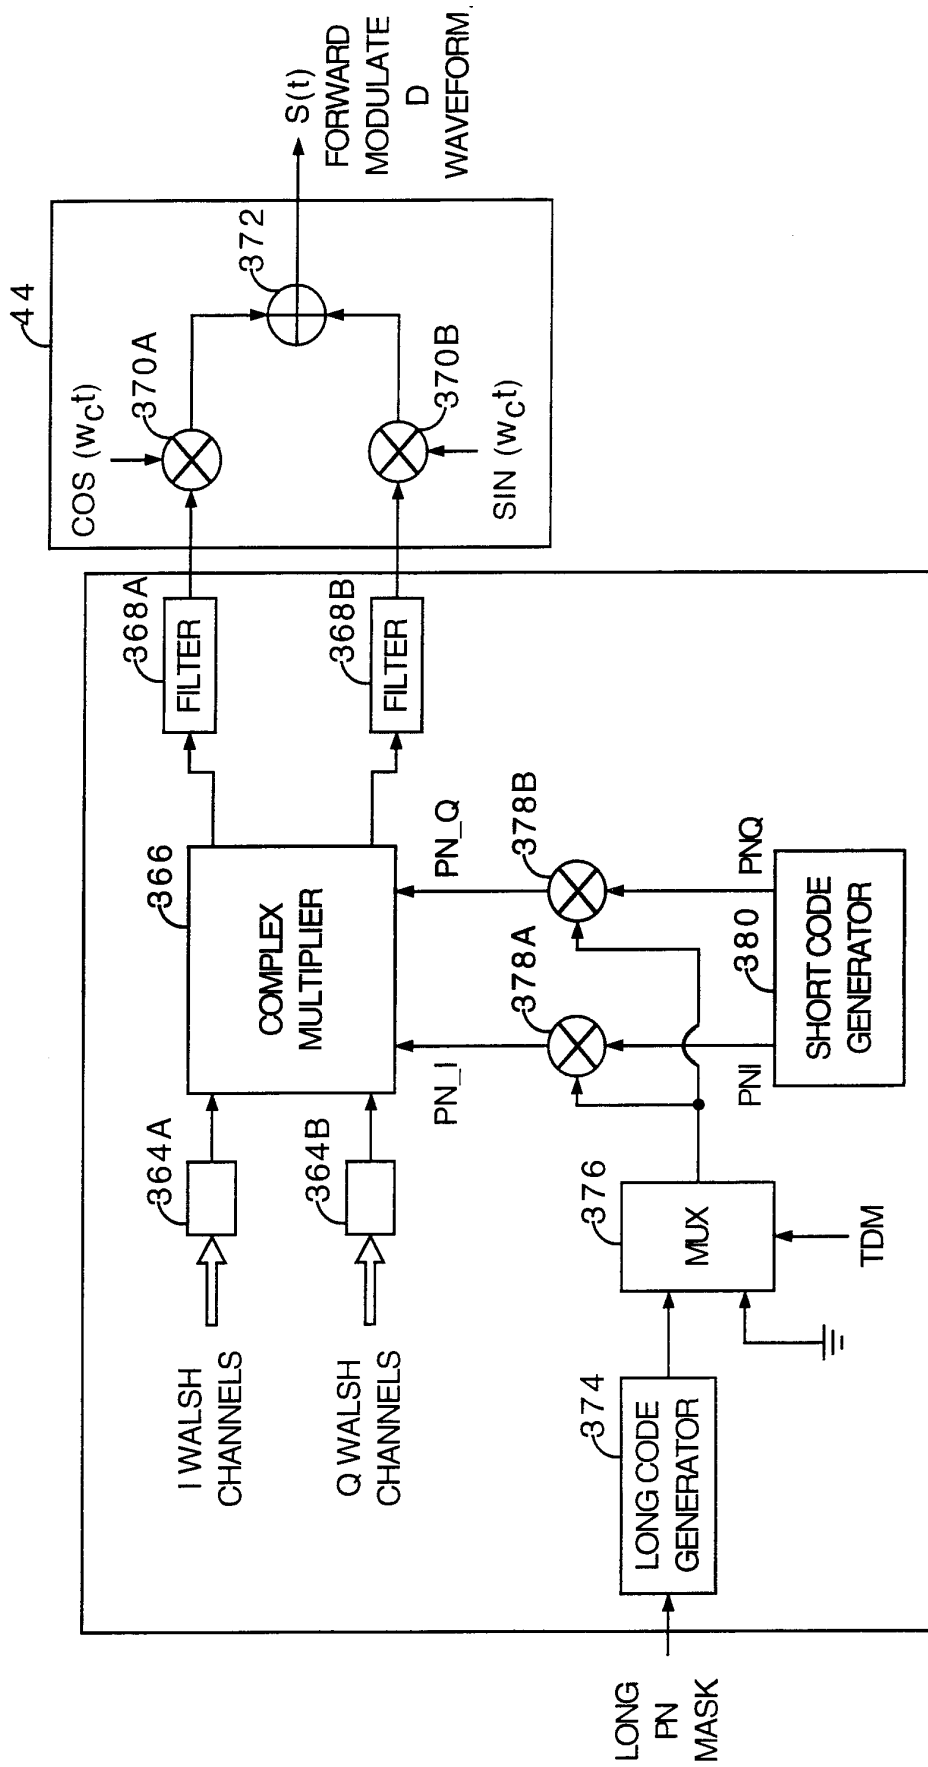 44
COS (wct)
370A
372
S(t)
FORWARD
MODULATE
D
WAVEFORM
370B
SIN (wct)
368A
FILTER
368B
FILTER
366
COMPLEX
MULTIPLIER
364A
I WALSH
CHANNELS
364B
Q WALSH
CHANNELS
PN_I
PN_Q
378A
378B
PNI
PNQ
380
SHORT CODE
GENERATOR
376
MUX
TDM
374
LONG CODE
GENERATOR
LONG
PN
MASK